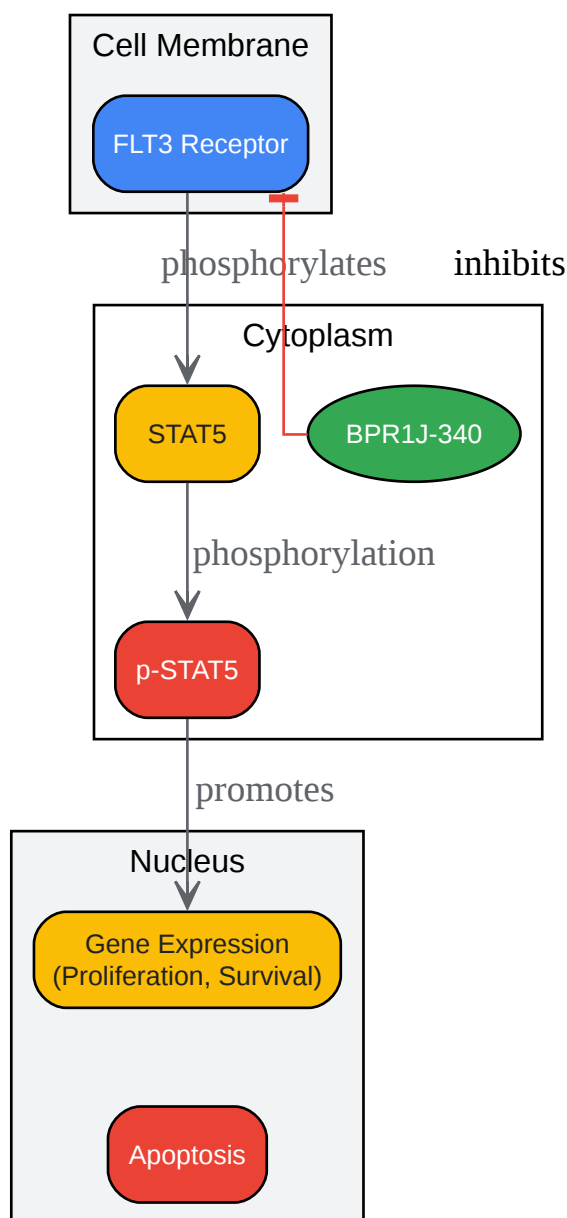 Cell Membrane
FLT3 Receptor
phosphorylates
inhibits
Cytoplasm
STAT5
BPR1J-340
phosphorylation
p-STAT5
promotes
Nucleus
Gene Expression
(Proliferation, Survival)
Apoptosis